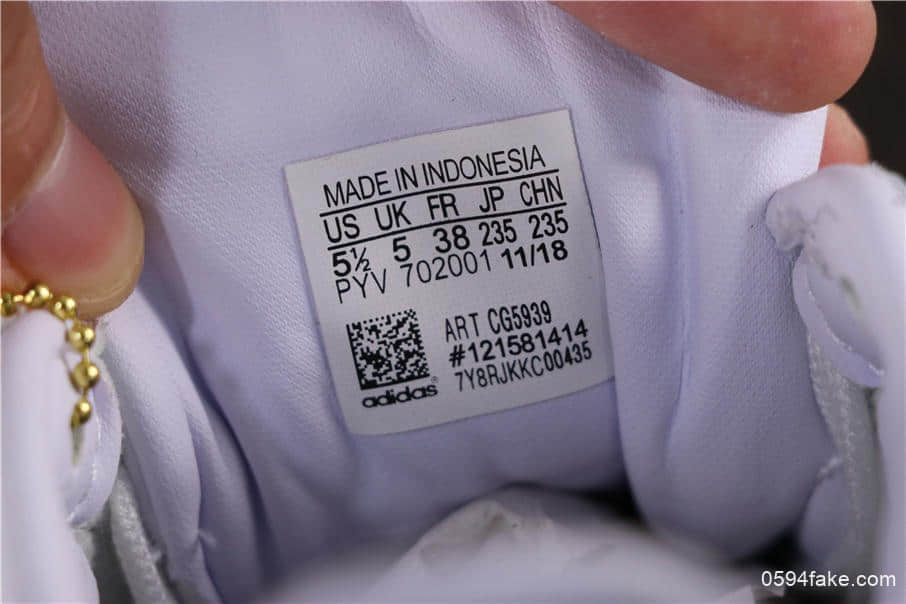 MADE IN INDONESIA
US UK FR JP CHN
5½ 5 38 235 235
PYV 702001 11/18
ART CG5939
#121581414
7Y8RJKKC00435
adidas®
0594fake.com